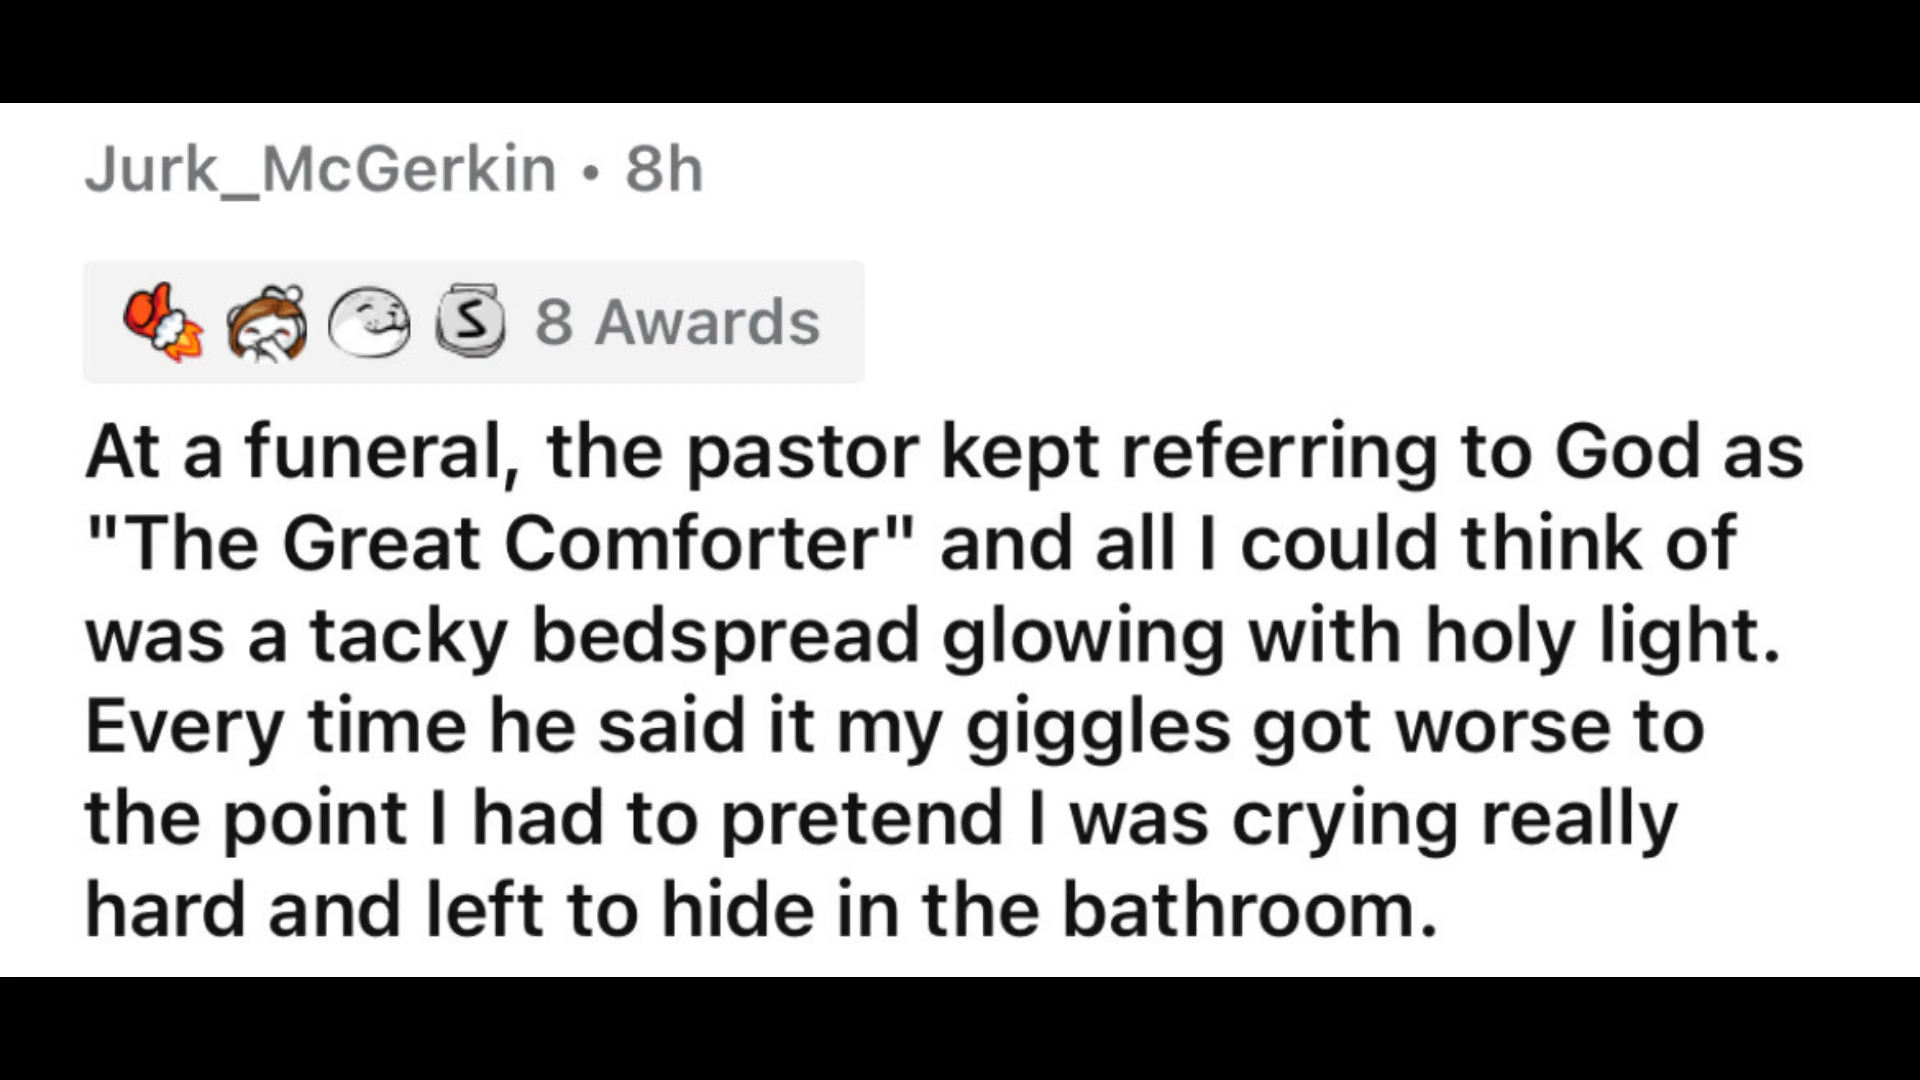 Jurk_McGerkin • 8h
S 8 Awards
At a funeral, the pastor kept referring to God as
"The Great Comforter" and all I could think of
was a tacky bedspread glowing with holy light.
Every time he said it my giggles got worse to
the point I had to pretend I was crying really
hard and left to hide in the bathroom.